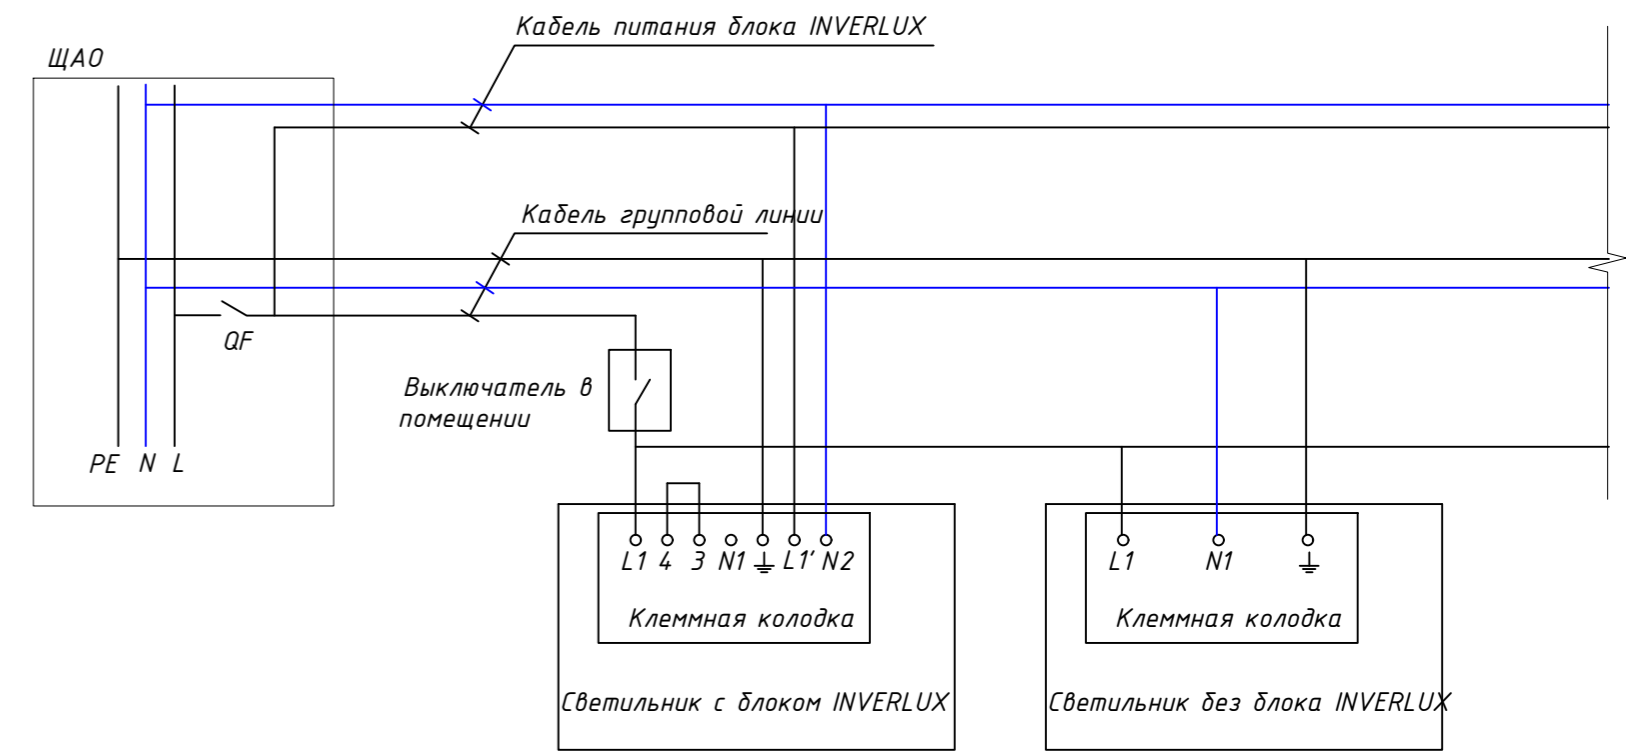 Кабель питания блока INVERLUX
ЩАО
Кабель групповой линии
QF
Выключатель в
помещении
PE N L
L1 4 3 N1 L1' N2
L1 N1
Клеммная колодка
Клеммная колодка
Светильник с блоком INVERLUX
Светильник без блока INVERLUX